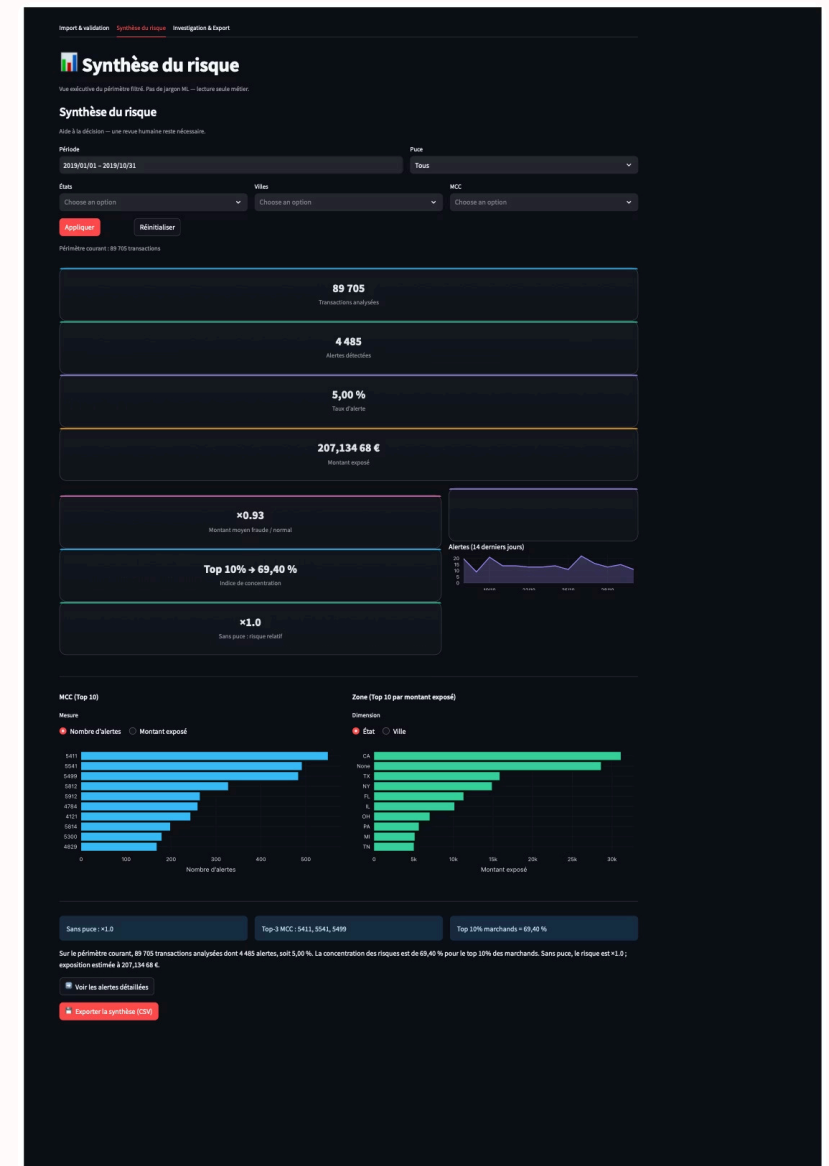 Import & validation Synthèse du risque Investigation & Export
Synthèse du risque
Vue exécutive du périmètre filtré. Pas de jargon ML — lecture seule métier.
Synthèse du risque
Aide à la décision — une revue humaine reste nécessaire.
Période Puce
2019/01/01 – 2019/10/31 Tous
États Villes MCC
Choose an option Choose an option Choose an option
Appliquer Réinitialiser
Périmètre courant : 89 705 transactions
89 705
Transactions analysées
4 485
Alertes détectées
5,00 %
Taux d'alerte
207,134 68 €
Montant exposé
×0.93
Montant moyen fraude / normal
Top 10% → 69,40 %
Indice de concentration
×1.0
Sans puce : risque relatif
Alertes (14 derniers jours)
20
15
10
5
0
MCC (Top 10)
Mesure
Nombre d'alertes Montant exposé
5411
5541
5499
5812
5912
4784
4121
5814
5300
4829
0 100 200 300 400 500
Nombre d'alertes
Zone (Top 10 par montant exposé)
Dimension
État Ville
CA
None
TX
NY
FL
IL
OH
PA
MI
TN
0 5k 10k 15k 20k 25k 30k
Montant exposé
Sans puce : ×1.0 Top-3 MCC : 5411, 5541, 5499 Top 10% marchands = 69,40 %
Sur le périmètre courant, 89 705 transactions analysées dont 4 485 alertes, soit 5,00 %. La concentration des risques est de 69,40 % pour le top 10% des marchands. Sans puce, le risque est ×1.0 ;
exposition estimée à 207,134 68 €.
Voir les alertes détaillées
Exporter la synthèse (CSV)